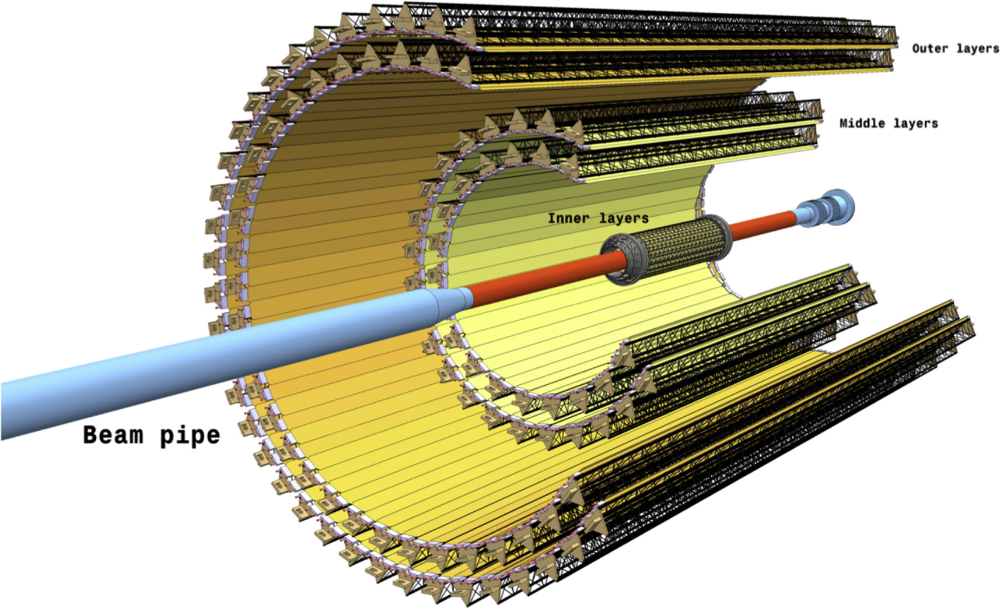 Outer layers
Middle layers
Inner layers
Beam pipe